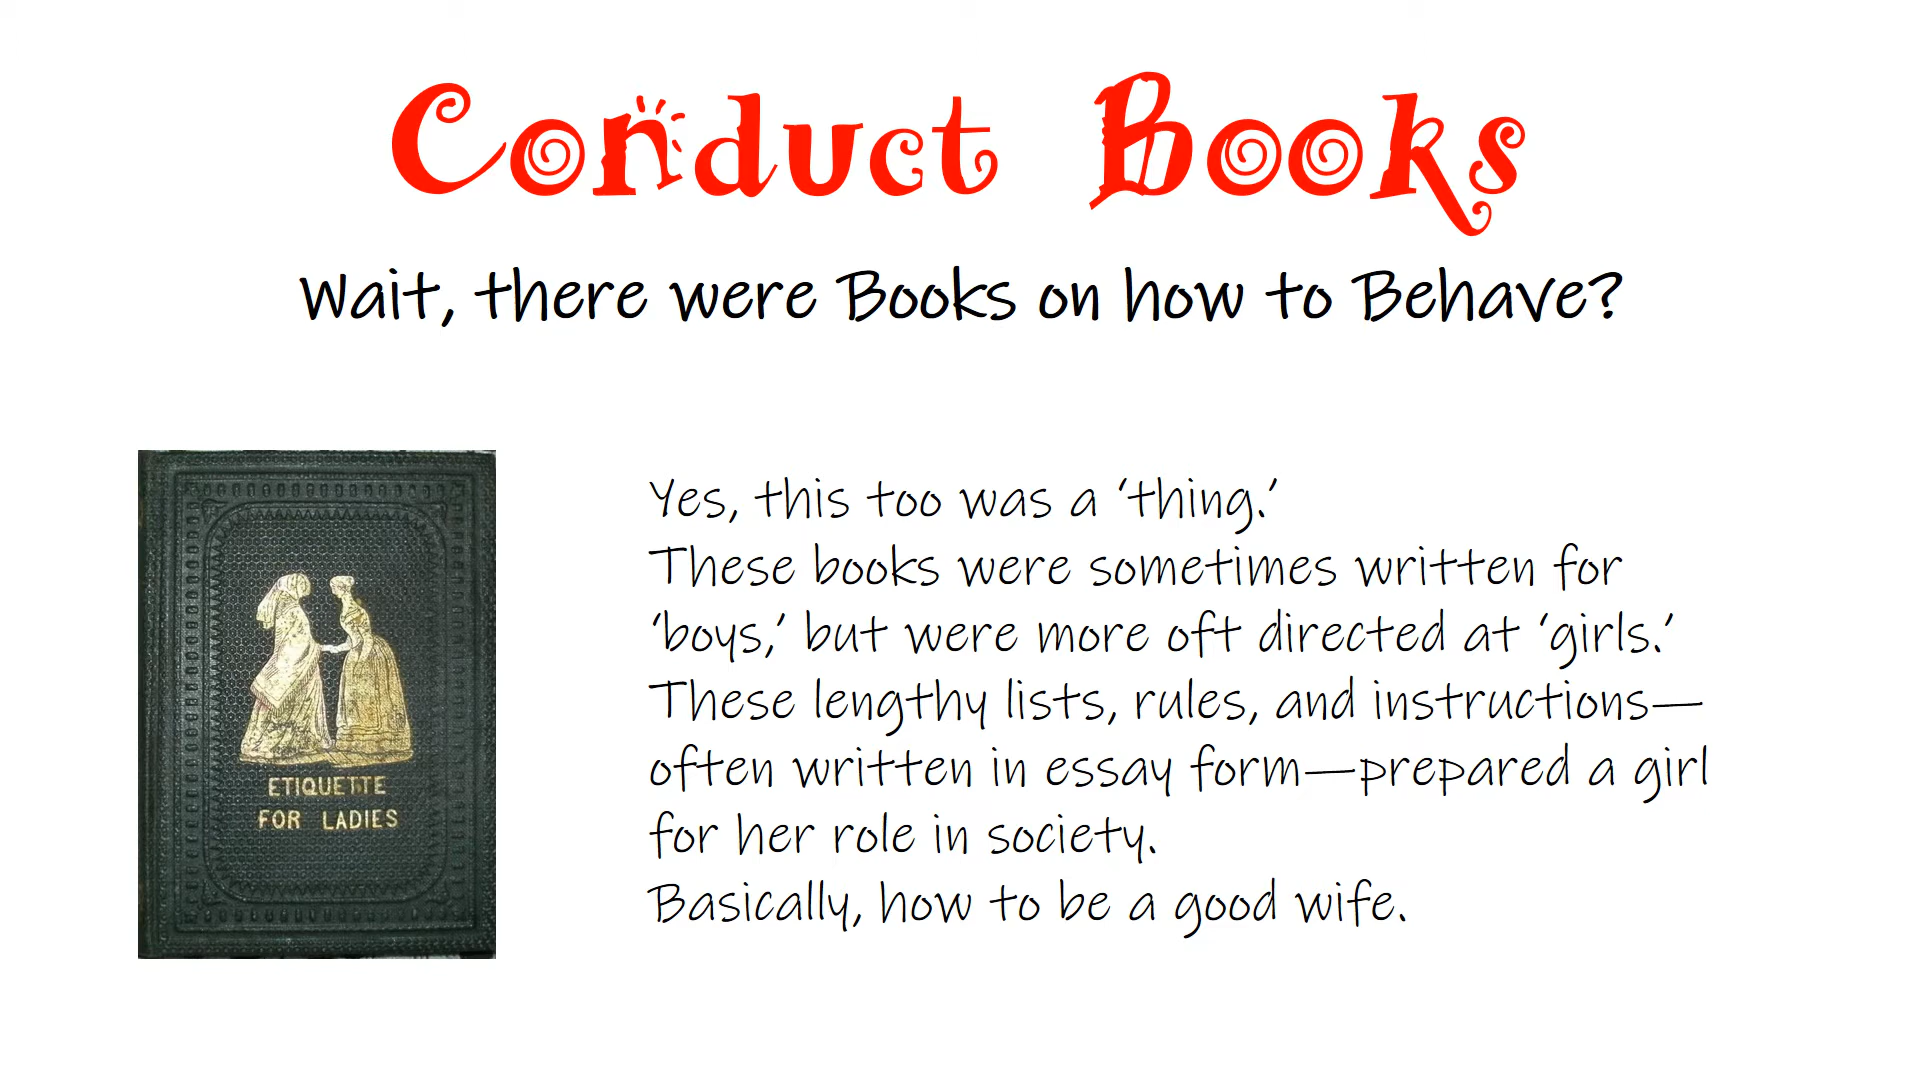 Conduct Books
Wait, there were Books on how to Behave?
ETIQUETTE
FOR LADIES
Yes, this too was a ‘thing.’
These books were sometimes written for
‘boys,’ but were more oft directed at ‘girls.’
These lengthy lists, rules, and instructions—
often written in essay form—prepared a girl
for her role in society.
Basically, how to be a good wife.